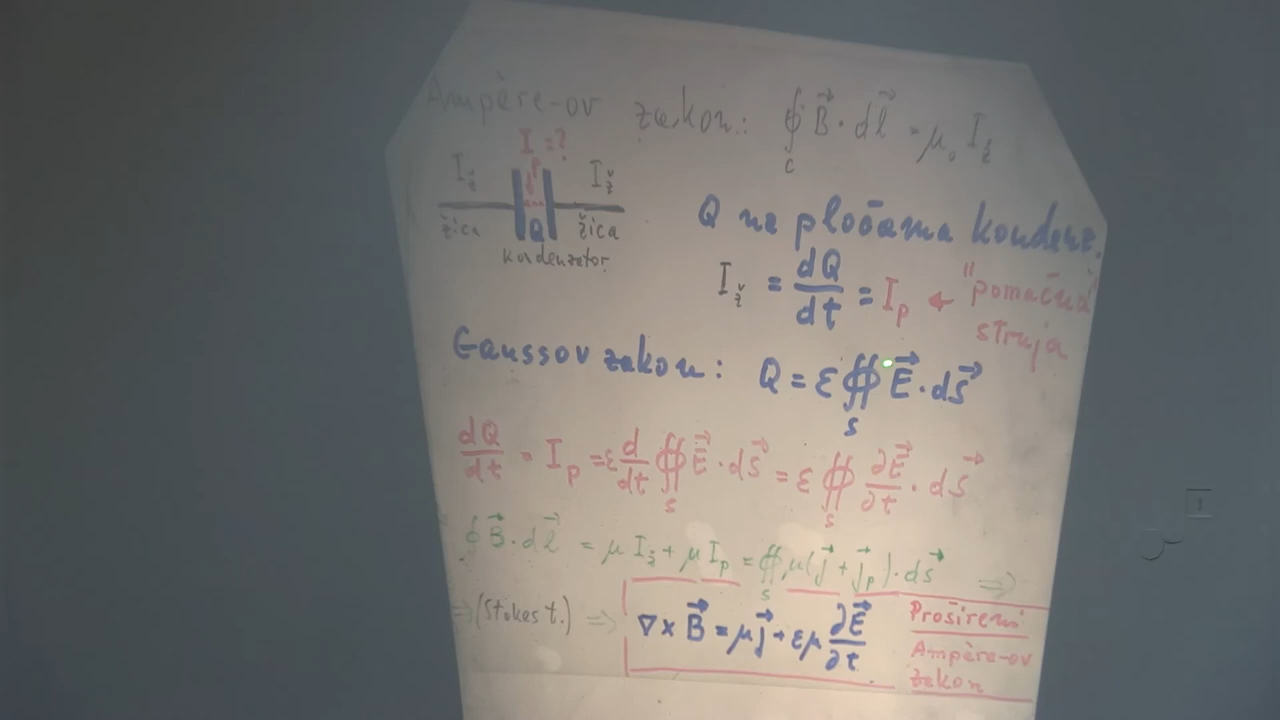 Ampère-ov zakon: ∮_C B⃗ · dl⃗ = μ₀ I_ž
I_p = ?
I_ž I_ž
žica Q žica
kondenzator
Q na pločama kondenz.
I_ž = dQ/dt = I_p ← "pomačna"
struja
Gaussov zakon: Q = ε ∯_S E⃗ · dS⃗
dQ/dt = I_p = ε d/dt ∯_S E⃗ · dS⃗ = ε ∯_S ∂E⃗/∂t · dS⃗
∮ B⃗ · dl⃗ = μ I_ž + μ I_p = ∯_S μ(j⃗ + j⃗_p) · ds⃗ ⇒
⇒ (Stokes t.) ⇒ ∇ × B⃗ = μj⃗ + εμ ∂E⃗/∂t
Prošireni
Ampère-ov
zakon